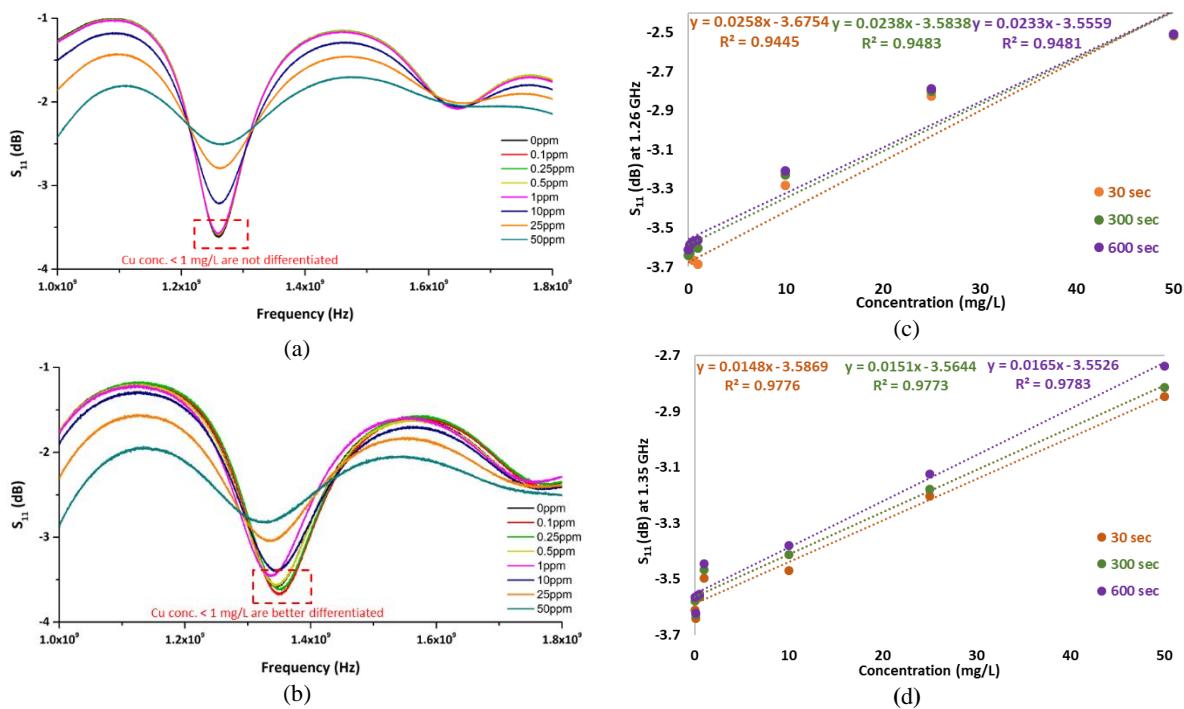 -1
-2
-3
-4
S₁₁ (dB)
0ppm
0.1ppm
0.25ppm
0.5ppm
1ppm
10ppm
25ppm
50ppm
Cu conc. < 1 mg/L are not differentiated
1.0x10⁹ 1.2x10⁹ 1.4x10⁹ 1.6x10⁹ 1.8x10⁹
Frequency (Hz)
(a)
y = 0.0258x - 3.6754 y = 0.0238x - 3.5838 y = 0.0233x - 3.5559
R² = 0.9445 R² = 0.9483 R² = 0.9481
-2.5
-2.7
-2.9
-3.1
-3.3
-3.5
-3.7
S₁₁ (dB) at 1.26 GHz
30 sec
300 sec
600 sec
0 10 20 30 40 50
Concentration (mg/L)
(c)
-1
-2
-3
-4
S₁₁ (dB)
0ppm
0.1ppm
0.25ppm
0.5ppm
1ppm
10ppm
25ppm
50ppm
Cu conc. < 1 mg/L are better differentiated
1.0x10⁹ 1.2x10⁹ 1.4x10⁹ 1.6x10⁹ 1.8x10⁹
Frequency (Hz)
(b)
y = 0.0148x - 3.5869 y = 0.0151x - 3.5644 y = 0.0165x - 3.5526
R² = 0.9776 R² = 0.9773 R² = 0.9783
-2.7
-2.9
-3.1
-3.3
-3.5
-3.7
S₁₁ (dB) at 1.35 GHz
30 sec
300 sec
600 sec
0 10 20 30 40 50
Concentration (mg/L)
(d)